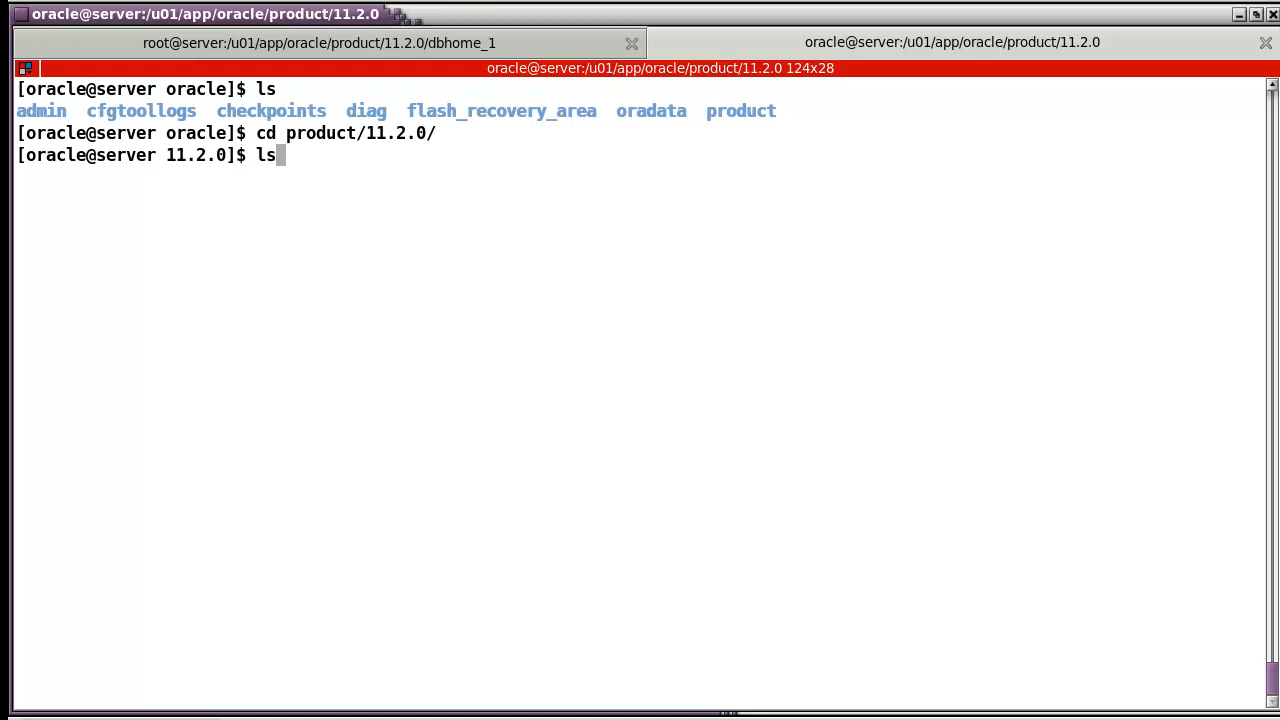 oracle@server:/u01/app/oracle/product/11.2.0
root@server:/u01/app/oracle/product/11.2.0/dbhome_1
oracle@server:/u01/app/oracle/product/11.2.0
oracle@server:/u01/app/oracle/product/11.2.0 124x28
[oracle@server oracle]$ ls
admin  cfgtoollogs  checkpoints  diag  flash_recovery_area  oradata  product
[oracle@server oracle]$ cd product/11.2.0/
[oracle@server 11.2.0]$ ls